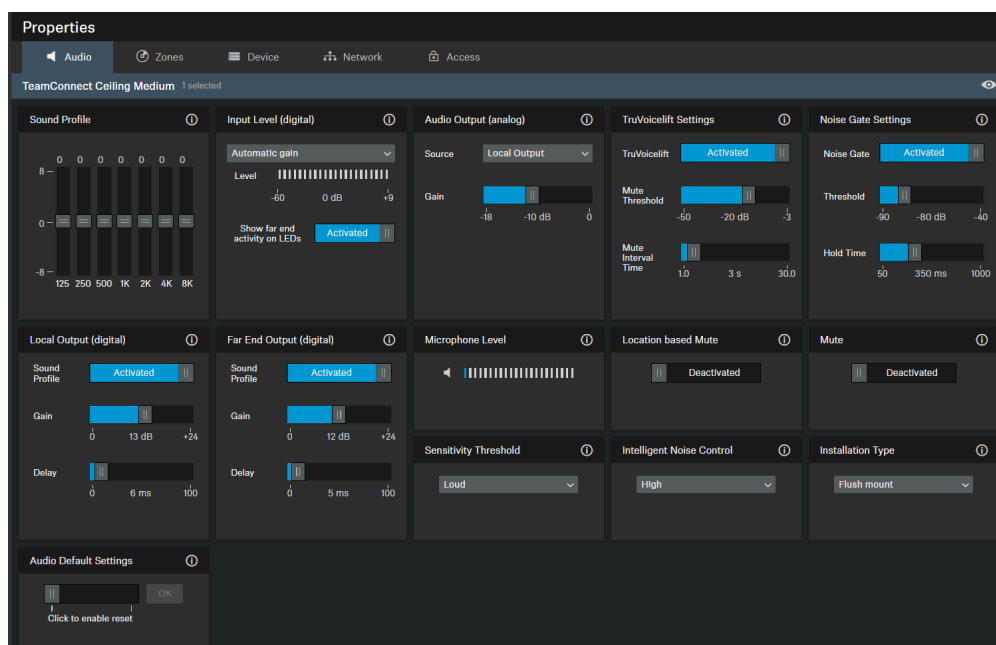 Properties
Audio
Zones
Device
Network
Access
TeamConnect Ceiling Medium 1 selected
Sound Profile
0 0 0 0 0 0 0
8
0
-8
125 250 500 1K 2K 4K 8K
Input Level (digital)
Automatic gain
Level
-60 0 dB +9
Show far end
activity on LEDs
Activated
Audio Output (analog)
Source
Local Output
Gain
-18 -10 dB 0
TruVoicelift Settings
TruVoicelift
Activated
Mute
Threshold
-50 -20 dB -3
Mute
Interval
Time
1.0 3 s 30.0
Noise Gate Settings
Noise Gate
Activated
Threshold
-90 -80 dB -40
Hold Time
50 350 ms 1000
Local Output (digital)
Sound
Profile
Activated
Gain
0 13 dB +24
Delay
0 6 ms 100
Far End Output (digital)
Sound
Profile
Activated
Gain
0 12 dB +24
Delay
0 5 ms 100
Microphone Level
Location based Mute
Deactivated
Mute
Deactivated
Sensitivity Threshold
Loud
Intelligent Noise Control
HIgh
Installation Type
Flush mount
Audio Default Settings
OK
Click to enable reset